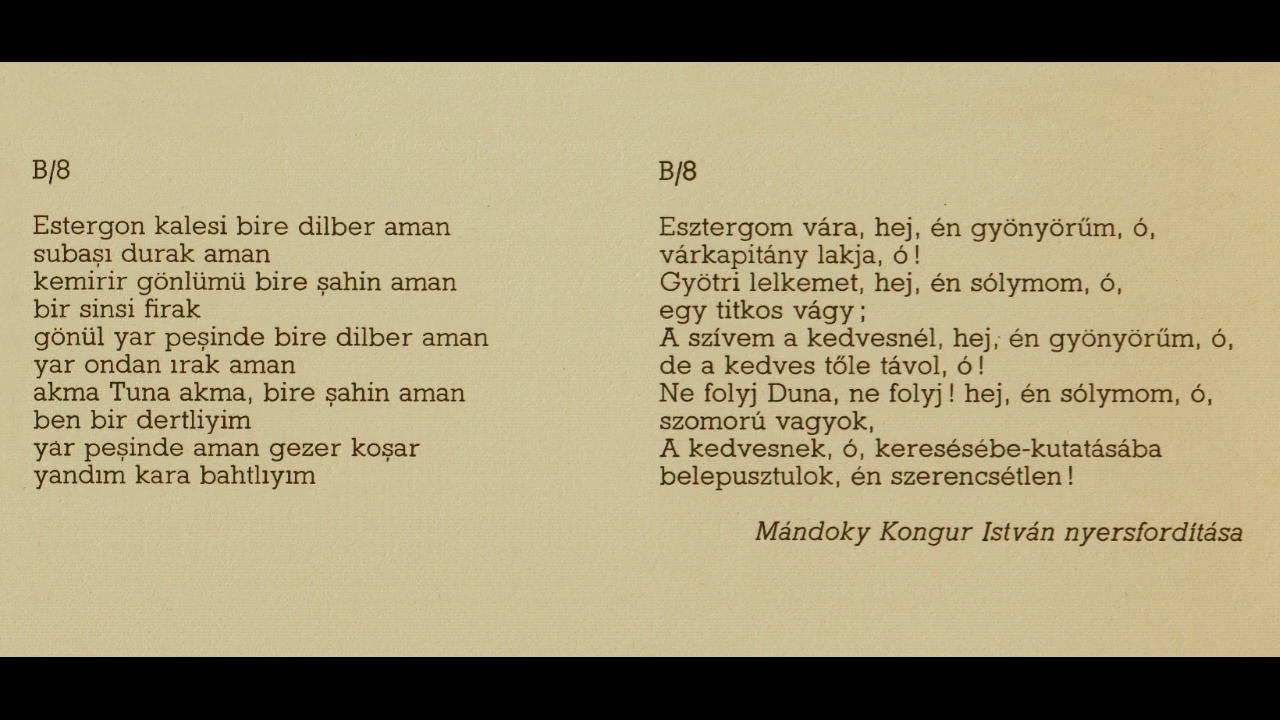 B/8
Estergon kalesi bire dilber aman
subaşı durak aman
kemirir gönlümü bire şahin aman
bir sinsi firak
gönül yar peşinde bire dilber aman
yar ondan ırak aman
akma Tuna akma, bire şahin aman
ben bir dertliyim
yar peşinde aman gezer koşar
yandım kara bahtlıyım
B/8
Esztergom vára, hej, én gyönyörűm, ó,
várkapitány lakja, ó!
Gyötri lelkemet, hej, én sólymom, ó,
egy titkos vágy;
A szívem a kedvesnél, hej, én gyönyörűm, ó,
de a kedves tőle távol, ó!
Ne folyj Duna, ne folyj! hej, én sólymom, ó,
szomorú vagyok,
A kedvesnek, ó, keresésébe-kutatásába
belepusztulok, én szerencsétlen!
Mándoky Kongur István nyersfordítása